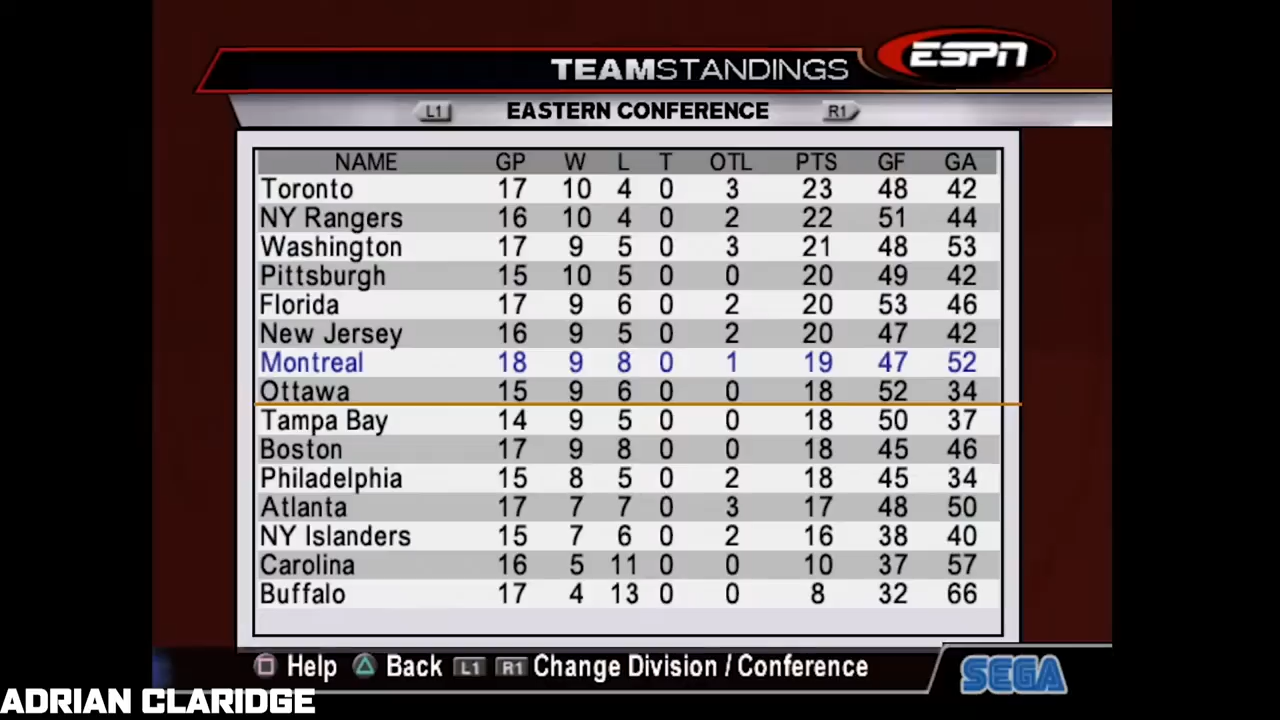 ESPN
TEAMSTANDINGS
L1 EASTERN CONFERENCE R1
NAME GP W L T OTL PTS GF GA
Toronto 17 10 4 0 3 23 48 42
NY Rangers 16 10 4 0 2 22 51 44
Washington 17 9 5 0 3 21 48 53
Pittsburgh 15 10 5 0 0 20 49 42
Florida 17 9 6 0 2 20 53 46
New Jersey 16 9 5 0 2 20 47 42
Montreal 18 9 8 0 1 19 47 52
Ottawa 15 9 6 0 0 18 52 34
Tampa Bay 14 9 5 0 0 18 50 37
Boston 17 9 8 0 0 18 45 46
Philadelphia 15 8 5 0 2 18 45 34
Atlanta 17 7 7 0 3 17 48 50
NY Islanders 15 7 6 0 2 16 38 40
Carolina 16 5 11 0 0 10 37 57
Buffalo 17 4 13 0 0 8 32 66
Help Back L1 R1 Change Division / Conference
SEGA
ADRIAN CLARIDGE